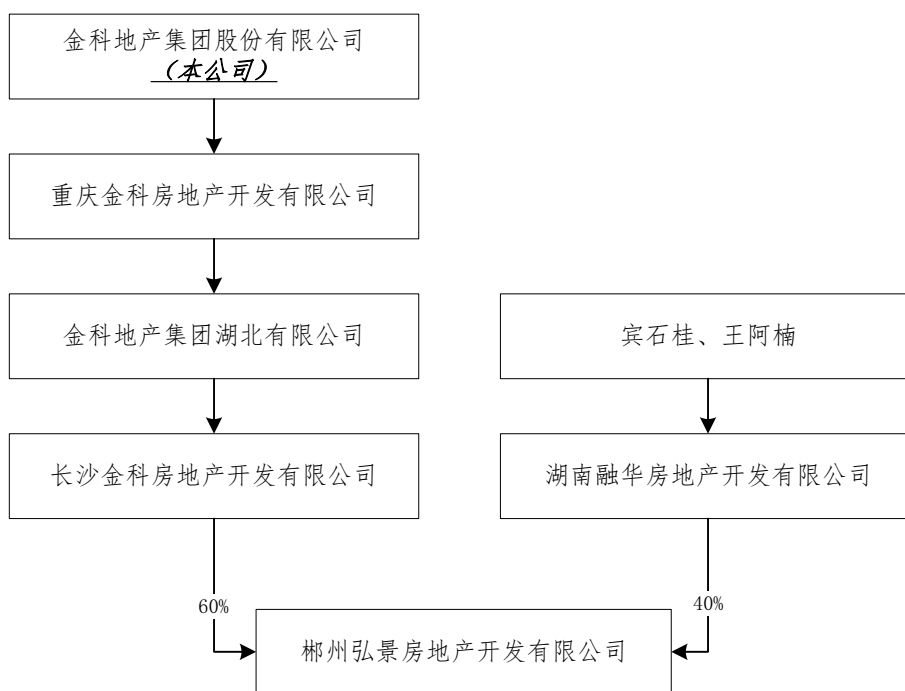 金科地产集团股份有限公司
（本公司）
重庆金科房地产开发有限公司
金科地产集团湖北有限公司
宾石桂、王阿楠
长沙金科房地产开发有限公司
湖南融华房地产开发有限公司
60%
40%
郴州弘景房地产开发有限公司